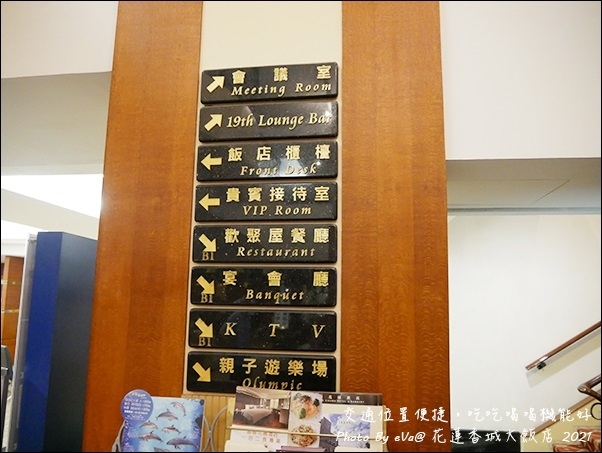 會議室
Meeting Room
19th Lounge Bar
飯店櫃檯
Front Desk
貴賓接待室
VIP Room
歡聚屋餐廳
B1 Restaurant
宴會廳
B1 Banquet
B1 KTV
親子遊樂場
Olympic
交通位置便捷，吃吃喝喝機能好
Photo By eVa@ 花蓮香城大飯店 2021